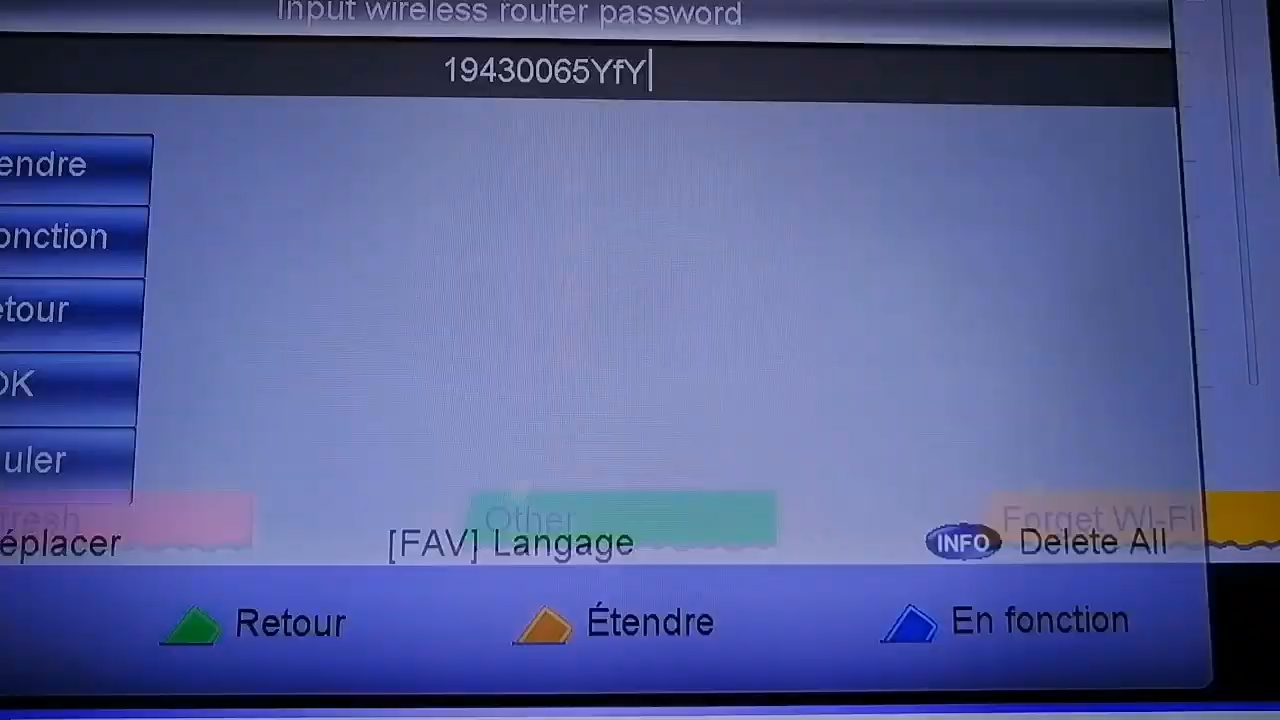 Input wireless router password
19430065YfY
endre
onction
etour
OK
uler
fresh
Other
Forget WI-FI
éplacer
[FAV] Langage
INFO Delete All
Retour
Étendre
En fonction